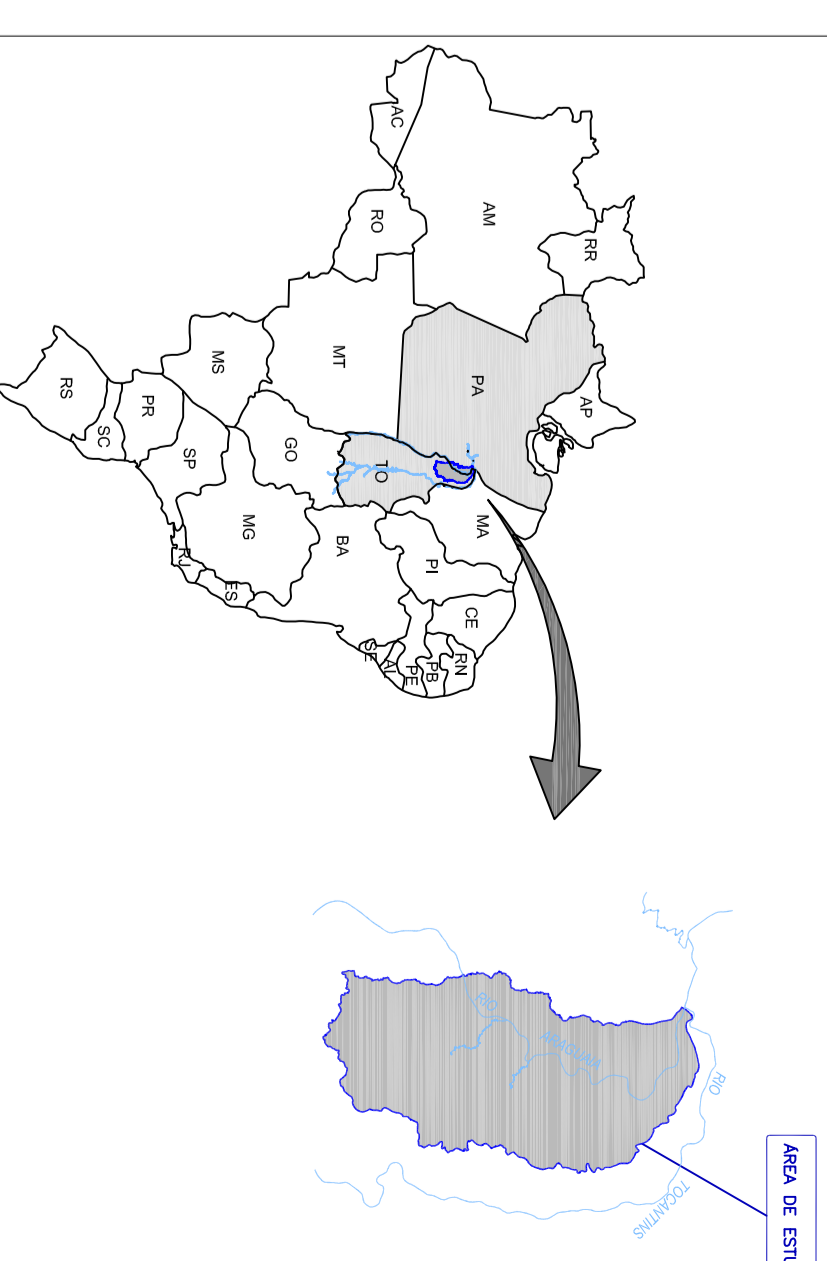 AC
AM
RR
RO
AP
PA
MT
MS
RS
PR
SC
SP
GO
TO
MA
MG
BA
PI
CE
RJ
ES
SE
AL
PE
PB
RN
RIO
ARAGUAIA
RIO
TOCANTINS
ÁREA DE ESTU